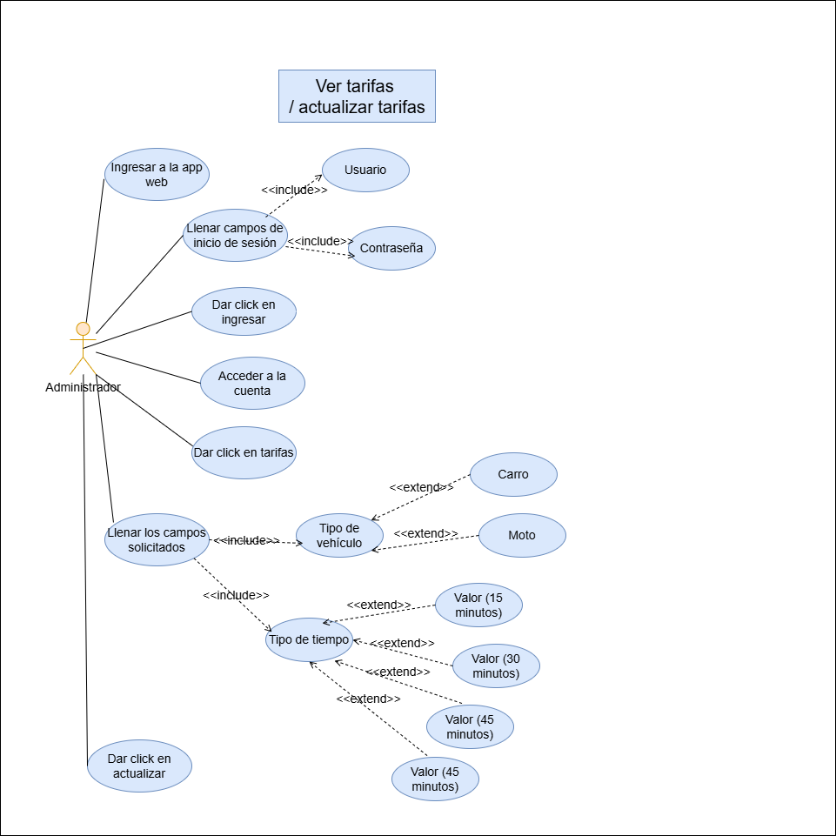 Ver tarifas
/ actualizar tarifas
Ingresar a la app
web
Usuario
<<include>>
Llenar campos de
inicio de sesión
<<include>>
Contraseña
Dar click en
ingresar
Administrador
Acceder a la
cuenta
Dar click en tarifas
Carro
<<extend>>
Llenar los campos
solicitados
<<include>>
Tipo de
vehículo
<<extend>>
Moto
<<include>>
Valor (15
minutos)
<<extend>>
Tipo de tiempo
<<extend>>
Valor (30
minutos)
<<extend>>
<<extend>>
Valor (45
minutos)
Dar click en
actualizar
Valor (45
minutos)